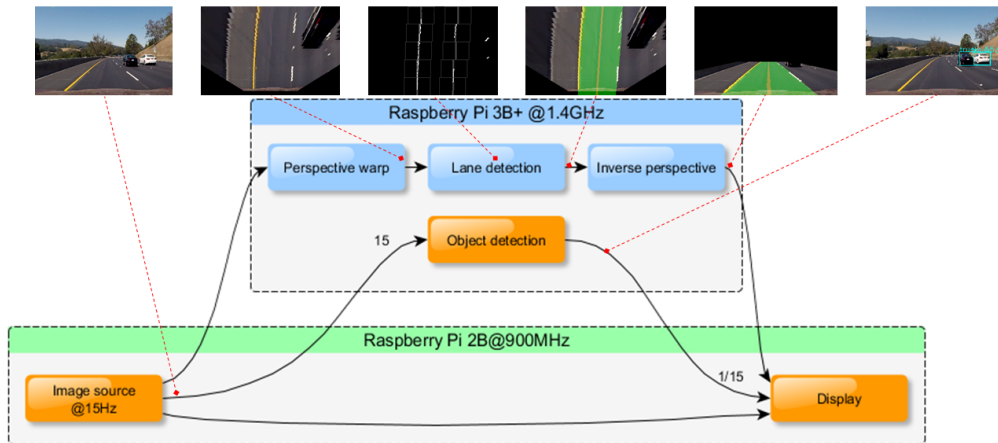 Raspberry Pi 3B+ @1.4GHz
Perspective warp
Lane detection
Inverse perspective
15
Object detection
Raspberry Pi 2B@900MHz
1/15
Image source
@15Hz
Display